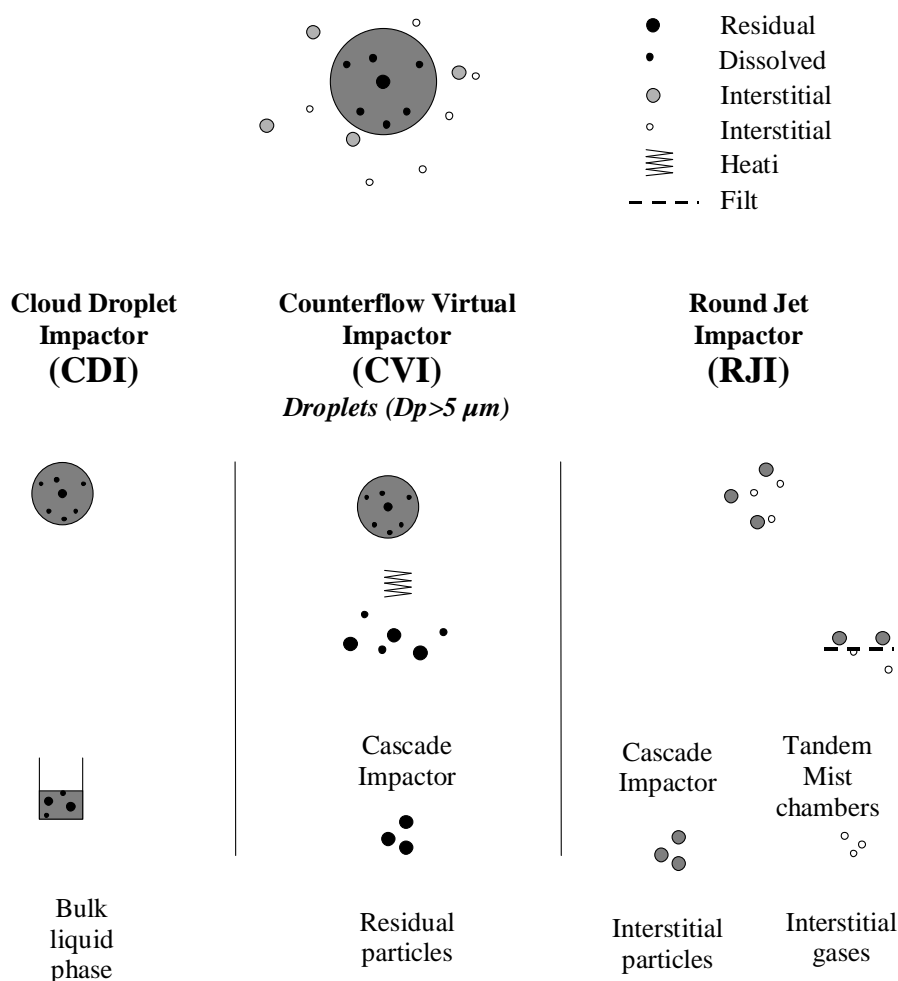 Residual
Dissolved
Interstitial
Interstitial
Heati
Filt
Cloud Droplet
Impactor
(CDI)
Counterflow Virtual
Impactor
(CVI)
Droplets (Dp>5 µm)
Round Jet
Impactor
(RJI)
Cascade
Impactor
Cascade
Impactor
Tandem
Mist
chambers
Bulk
liquid
phase
Residual
particles
Interstitial
particles
Interstitial
gases